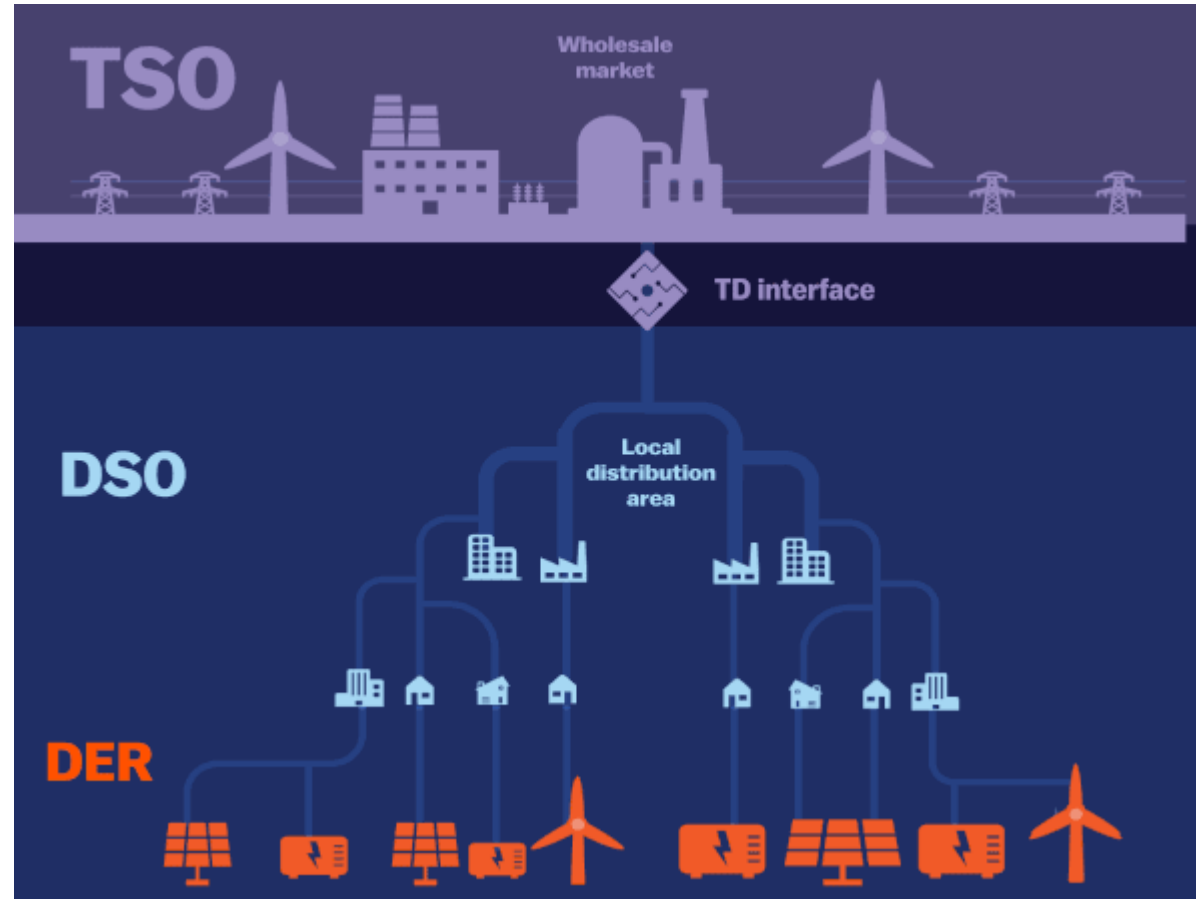 TSO
Wholesale
market
TD interface
DSO
Local
distribution
area
DER